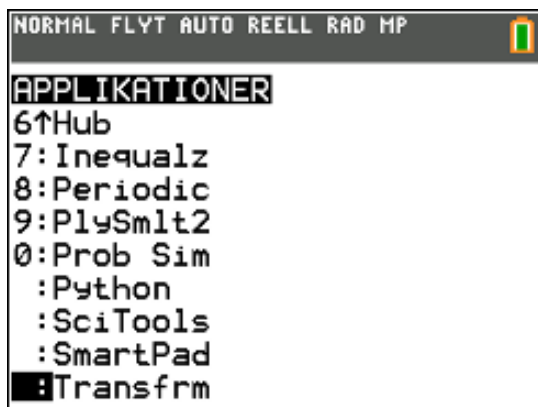 NORMAL FLYT AUTO REELL RAD MP
APPLIKATIONER
6↑Hub
7:Inequalz
8:Periodic
9:PlySmlt2
0:Prob Sim
:Python
:SciTools
:SmartPad
:Transfrm